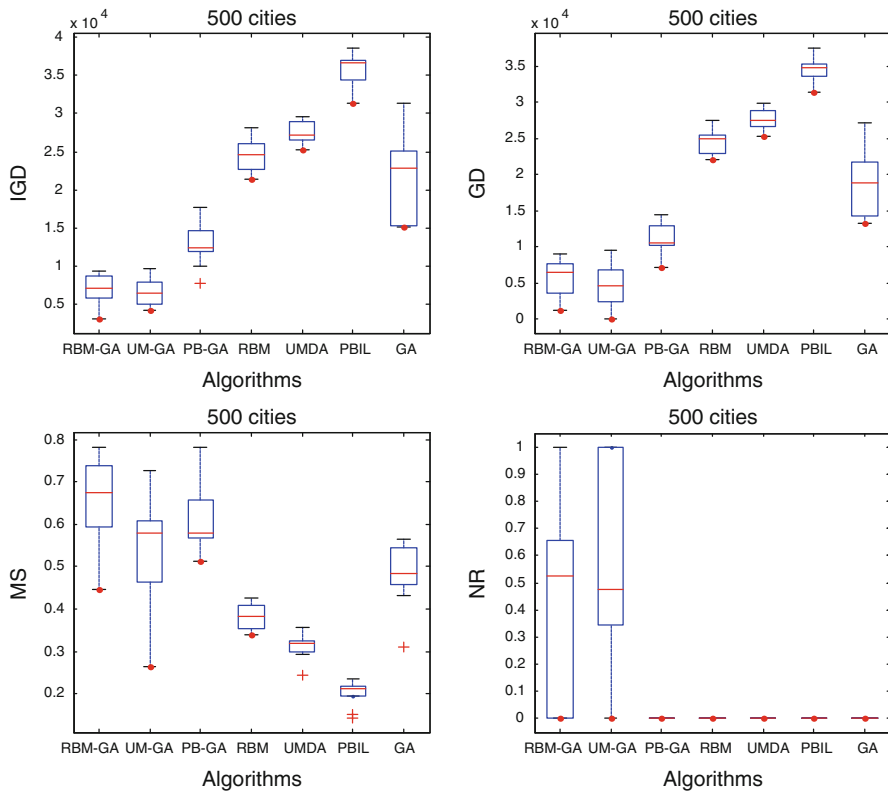 500 cities
x 10^4
4
3.5
3
2.5
2
1.5
1
0.5
IGD
RBM-GA UM-GA PB-GA RBM UMDA PBIL GA
Algorithms
500 cities
x 10^4
3.5
3
2.5
2
1.5
1
0.5
0
GD
RBM-GA UM-GA PB-GA RBM UMDA PBIL GA
Algorithms
500 cities
0.8
0.7
0.6
0.5
0.4
0.3
0.2
MS
RBM-GA UM-GA PB-GA RBM UMDA PBIL GA
Algorithms
500 cities
1
0.9
0.8
0.7
0.6
0.5
0.4
0.3
0.2
0.1
0
NR
RBM-GA UM-GA PB-GA RBM UMDA PBIL GA
Algorithms